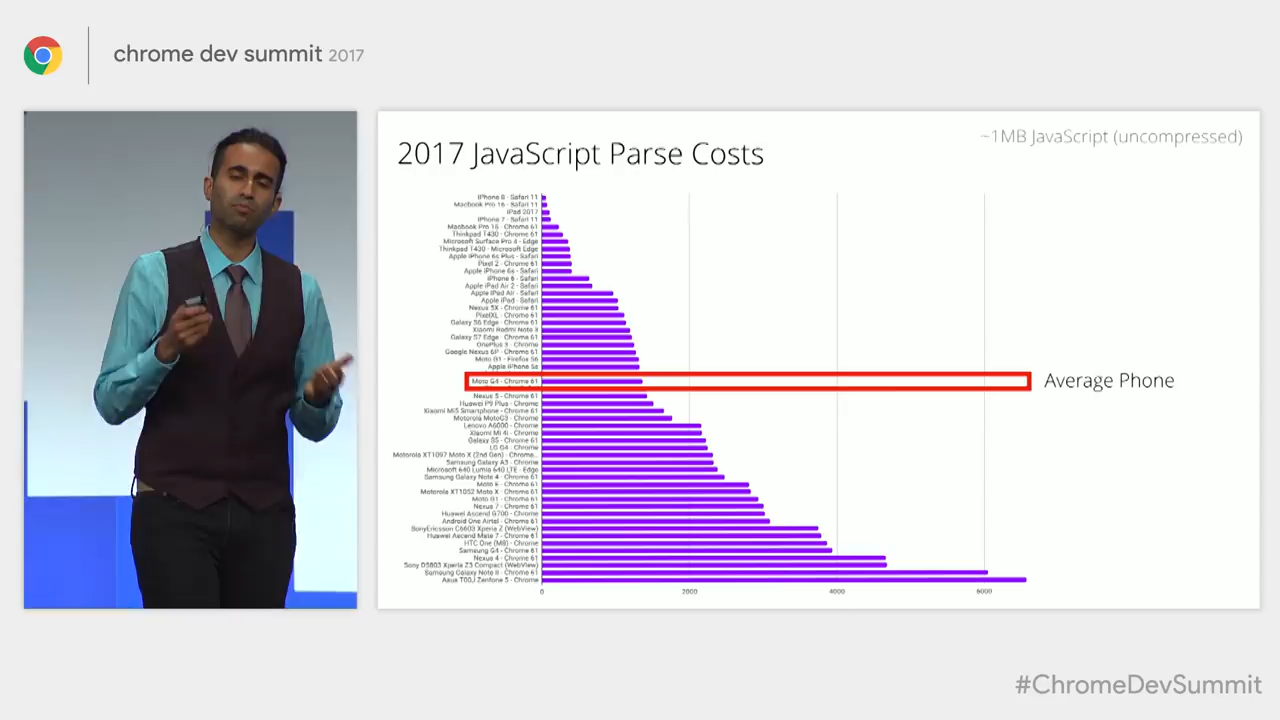 chrome dev summit 2017
~1MB JavaScript (uncompressed)
2017 JavaScript Parse Costs
iPhone 8 - Safari 11
Macbook Pro 16 - Safari 11
iPad 2017
iPhone 7 - Safari 11
Macbook Pro 15 - Chrome 61
Thinkpad T430 - Chrome 61
Microsoft Surface Pro 4 - Edge
Thinkpad T430 - Microsoft Edge
Apple iPhone 6s Plus - Safari
Pixel 2 - Chrome 61
Apple iPhone 6s - Safari
iPhone 6 - Safari
Apple iPad Air 2 - Safari
Apple iPad Air - Safari
Apple iPad - Safari
Nexus 5X - Chrome 61
PixelXL - Chrome 61
Galaxy S6 Edge - Chrome 61
Xiaomi Redmi Note
Galaxy S7 Edge - Chrome 61
OnePlus 3 - Chrome
Google Nexus 6P - Chrome 61
Moto G1 - Firefox 56
Apple iPhone 5s
Moto G4 - Chrome 61
Average Phone
Nexus 5 - Chrome 61
Huawei P9 Plus - Chrome
Xiaomi Mi5 Smartphone - Chrome 61
Motorola MotoG3 - Chrome
Lenovo A6000 - Chrome
Xiaomi Mi 4i - Chrome
Galaxy S5 - Chrome 61
LG G4 - Chrome
Motorola XT1097 Moto X (2nd Gen) - Chrome...
Samsung Galaxy A3 - Chrome
Microsoft 640 Lumia 640 LTE - Edge
Samsung Galaxy Note 4 - Chrome 61
Moto E - Chrome 61
Motorola XT1052 Moto X - Chrome 61
Moto G1 - Chrome 61
Nexus 7 - Chrome 61
Huawei Ascend G700 - Chrome
Android One Airtel - Chrome 61
SonyEricsson C6603 Xperia Z (WebView)
Huawei Ascend Mate 7 - Chrome 61
HTC One (M8) - Chrome
Samsung G4 - Chrome 61
Nexus 4 - Chrome 61
Sony D5803 Xperia Z3 Compact (WebView)
Samsung Galaxy Note II - Chrome 61
Asus T00J Zenfone 5 - Chrome
0 2000 4000 6000
#ChromeDevSummit